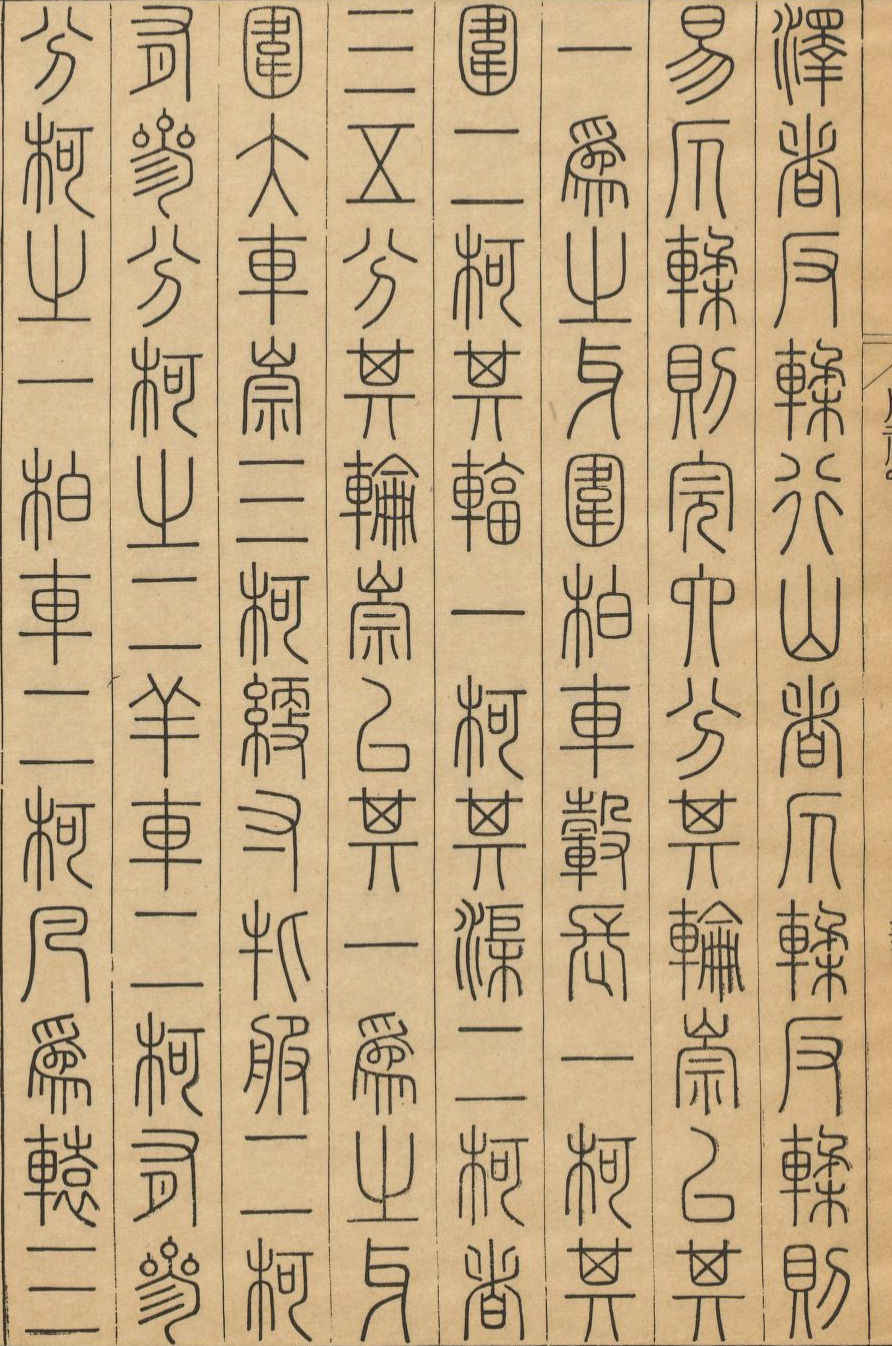 澤者反輮行山者仄輮反輮則
易仄輮則完六分其輪崇以其
一爲之牙圍柏車轂長一柯其
圍二柯其輻一柯其渠二柯者
三五分其輪崇以其一爲之牙
圍大車崇三柯綆寸牝服二柯
有參分柯之二羊車二柯有參
分柯之一柏車二柯凡爲轅三